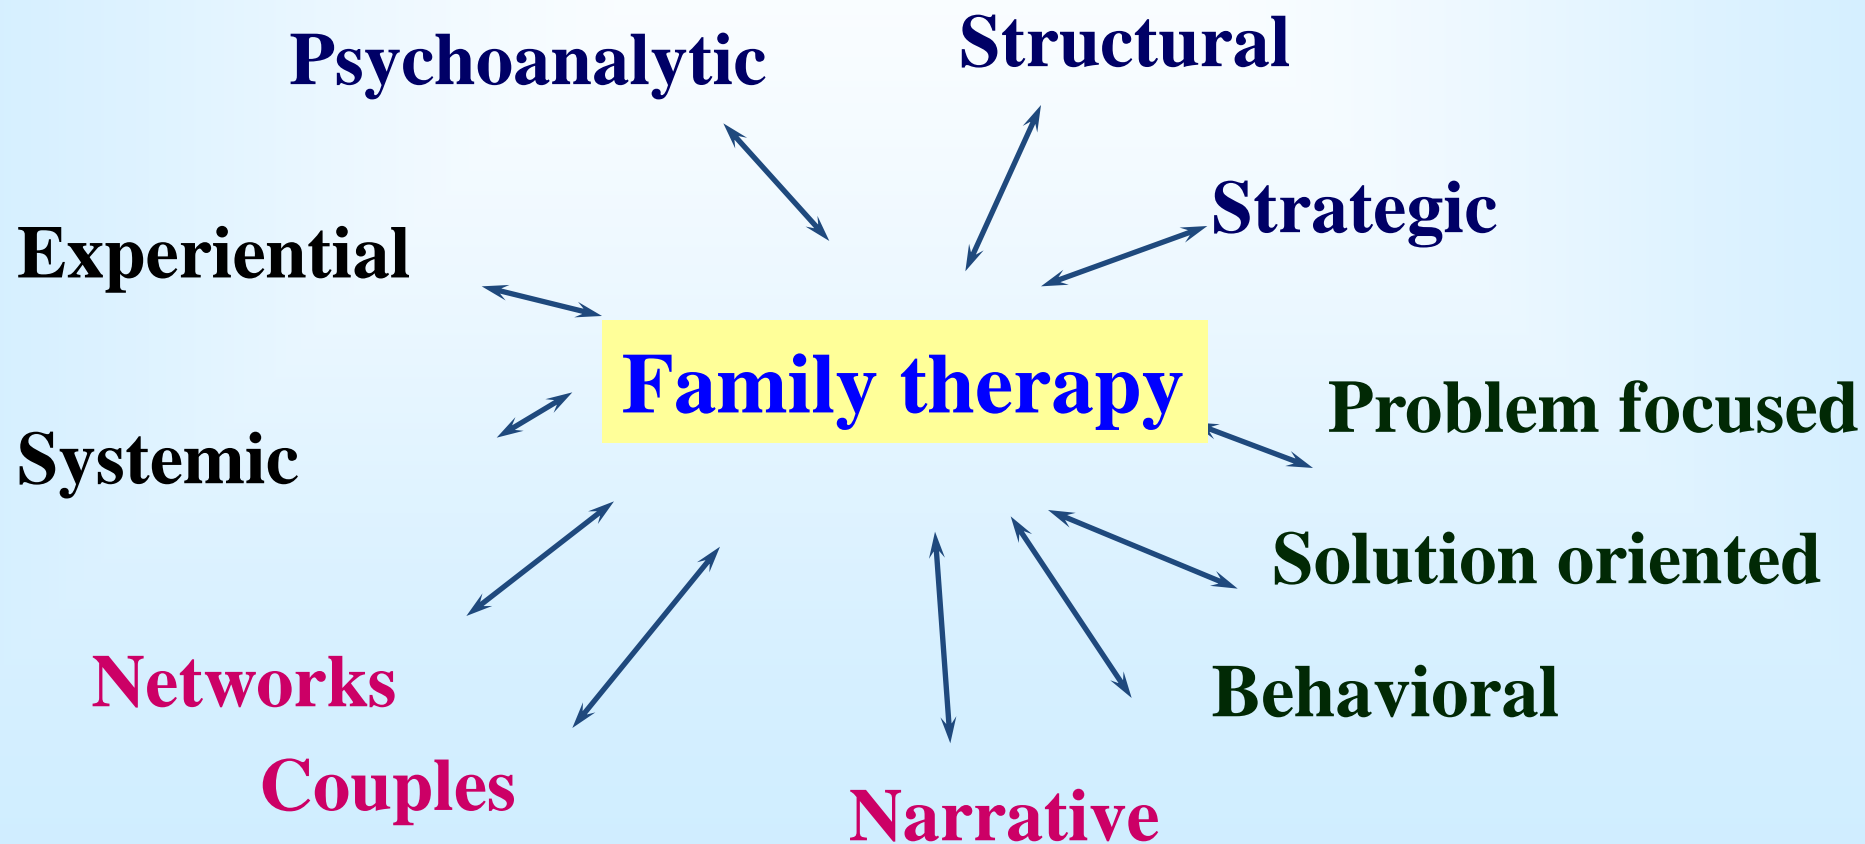 Psychoanalytic
Structural
Strategic
Experiential
Family therapy
Problem focused
Systemic
Solution oriented
Networks
Behavioral
Couples
Narrative